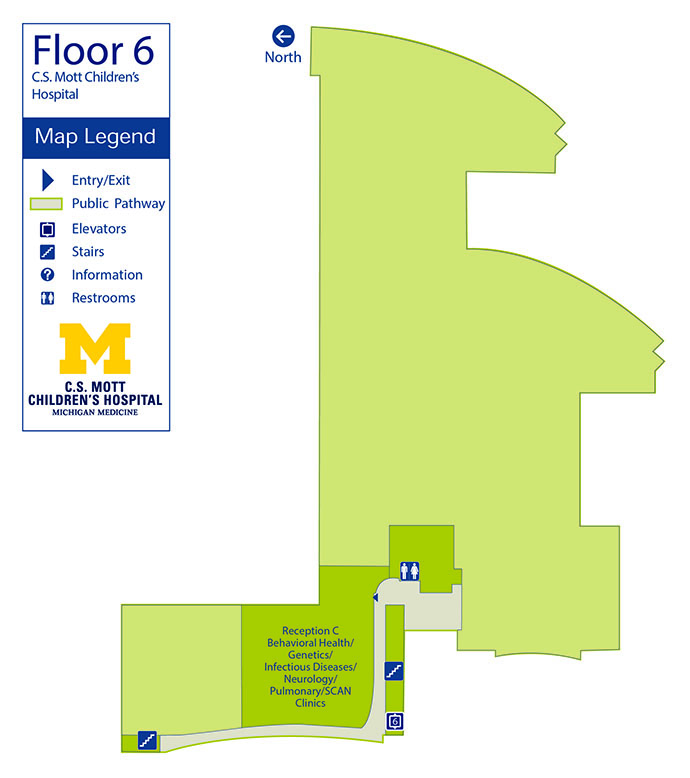 Floor 6
C.S. Mott Children's
Hospital
Map Legend
Entry/Exit
Public Pathway
Elevators
Stairs
? Information
Restrooms
M
C.S. MOTT
CHILDREN'S HOSPITAL
MICHIGAN MEDICINE
North
Reception C
Behavioral Health/
Genetics/
Infectious Diseases/
Neurology/
Pulmonary/SCAN
Clinics
6